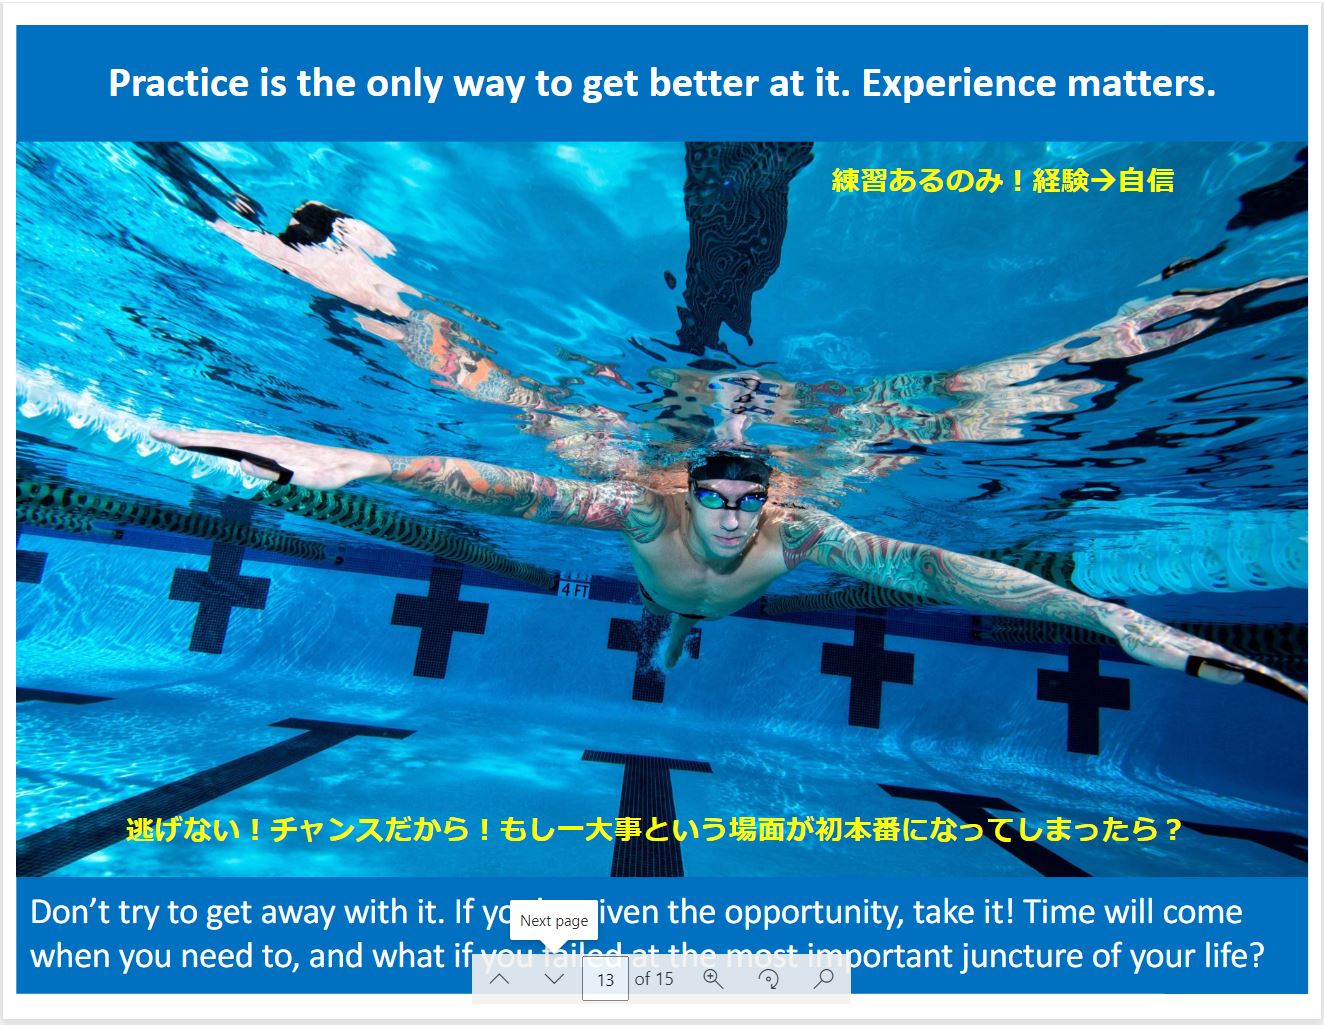 Practice is the only way to get better at it. Experience matters.
練習あるのみ！経験→自信
4 FT
逃げない！チャンスだから！もし一大事という場面が初本番になってしまったら？
Don't try to get away with it. If iven the opportunity, take it! Time will come
Next page
when you need to, and what if you failed at the most important juncture of your life?
13 of 15